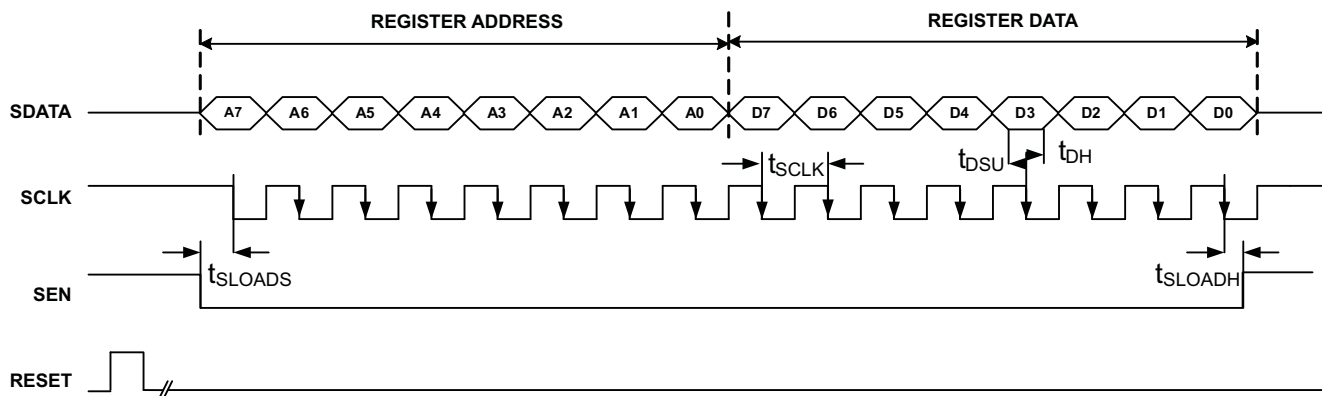 REGISTER ADDRESS REGISTER DATA
SDATA A7 A6 A5 A4 A3 A2 A1 A0 D7 D6 D5 D4 D3 D2 D1 D0
tSCLK tDSU tDH
SCLK
tSLOADS tSLOADH
SEN
RESET